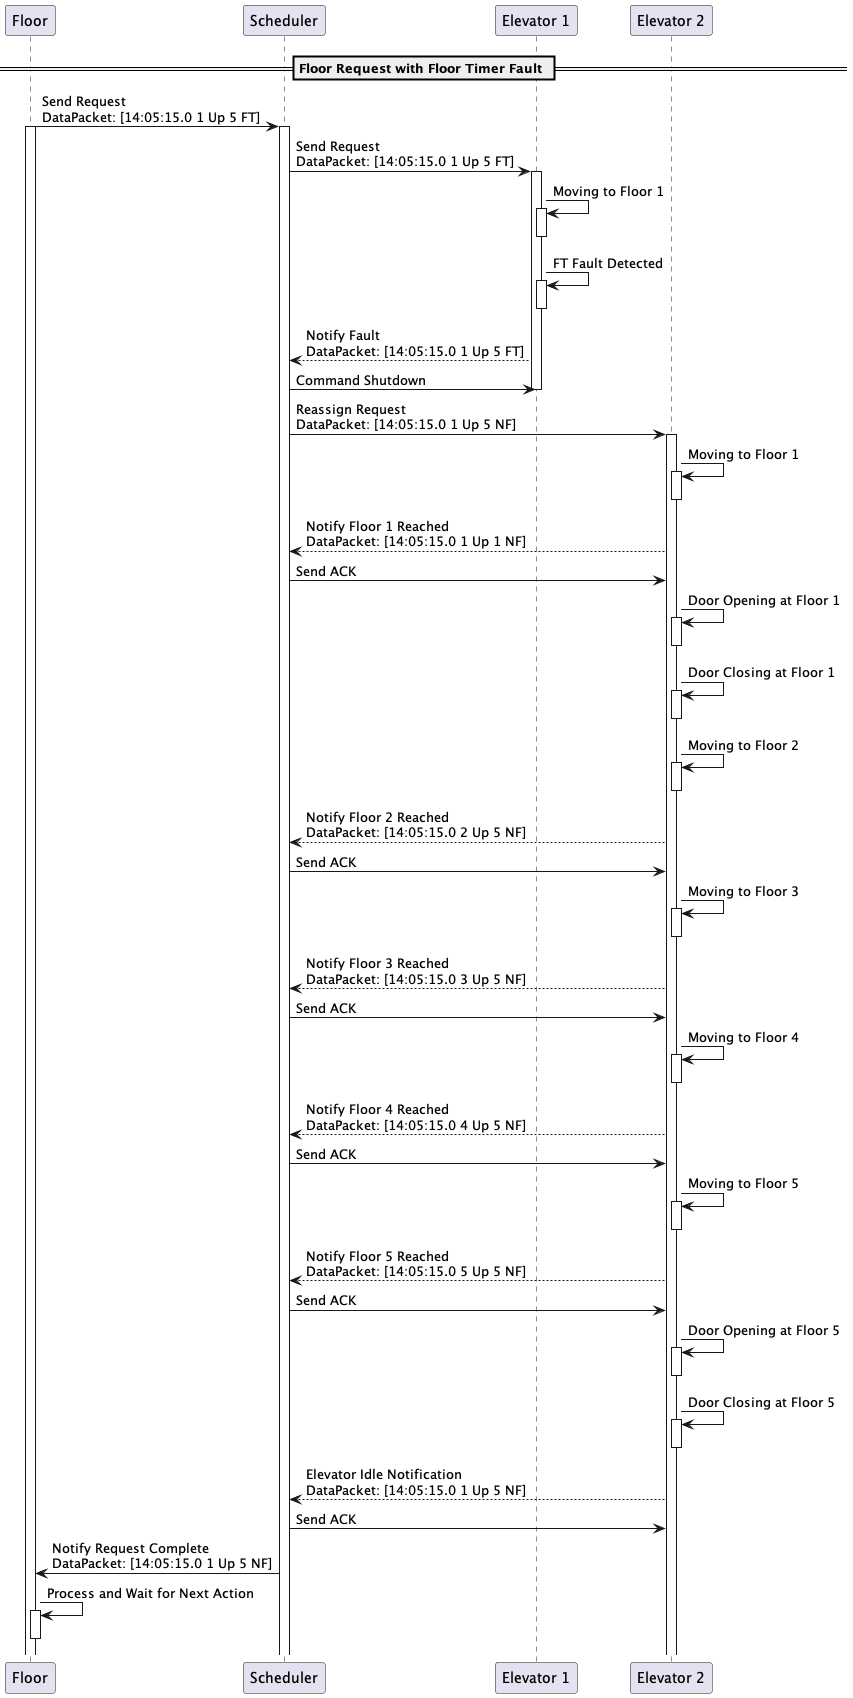 Floor
Scheduler
Elevator 1
Elevator 2
Floor Request with Floor Timer Fault
Send Request
DataPacket: [14:05:15.0 1 Up 5 FT]
Send Request
DataPacket: [14:05:15.0 1 Up 5 FT]
Moving to Floor 1
FT Fault Detected
Notify Fault
DataPacket: [14:05:15.0 1 Up 5 FT]
Command Shutdown
Reassign Request
DataPacket: [14:05:15.0 1 Up 5 NF]
Moving to Floor 1
Notify Floor 1 Reached
DataPacket: [14:05:15.0 1 Up 1 NF]
Send ACK
Door Opening at Floor 1
Door Closing at Floor 1
Moving to Floor 2
Notify Floor 2 Reached
DataPacket: [14:05:15.0 2 Up 5 NF]
Send ACK
Moving to Floor 3
Notify Floor 3 Reached
DataPacket: [14:05:15.0 3 Up 5 NF]
Send ACK
Moving to Floor 4
Notify Floor 4 Reached
DataPacket: [14:05:15.0 4 Up 5 NF]
Send ACK
Moving to Floor 5
Notify Floor 5 Reached
DataPacket: [14:05:15.0 5 Up 5 NF]
Send ACK
Door Opening at Floor 5
Door Closing at Floor 5
Elevator Idle Notification
DataPacket: [14:05:15.0 1 Up 5 NF]
Send ACK
Notify Request Complete
DataPacket: [14:05:15.0 1 Up 5 NF]
Process and Wait for Next Action
Floor
Scheduler
Elevator 1
Elevator 2